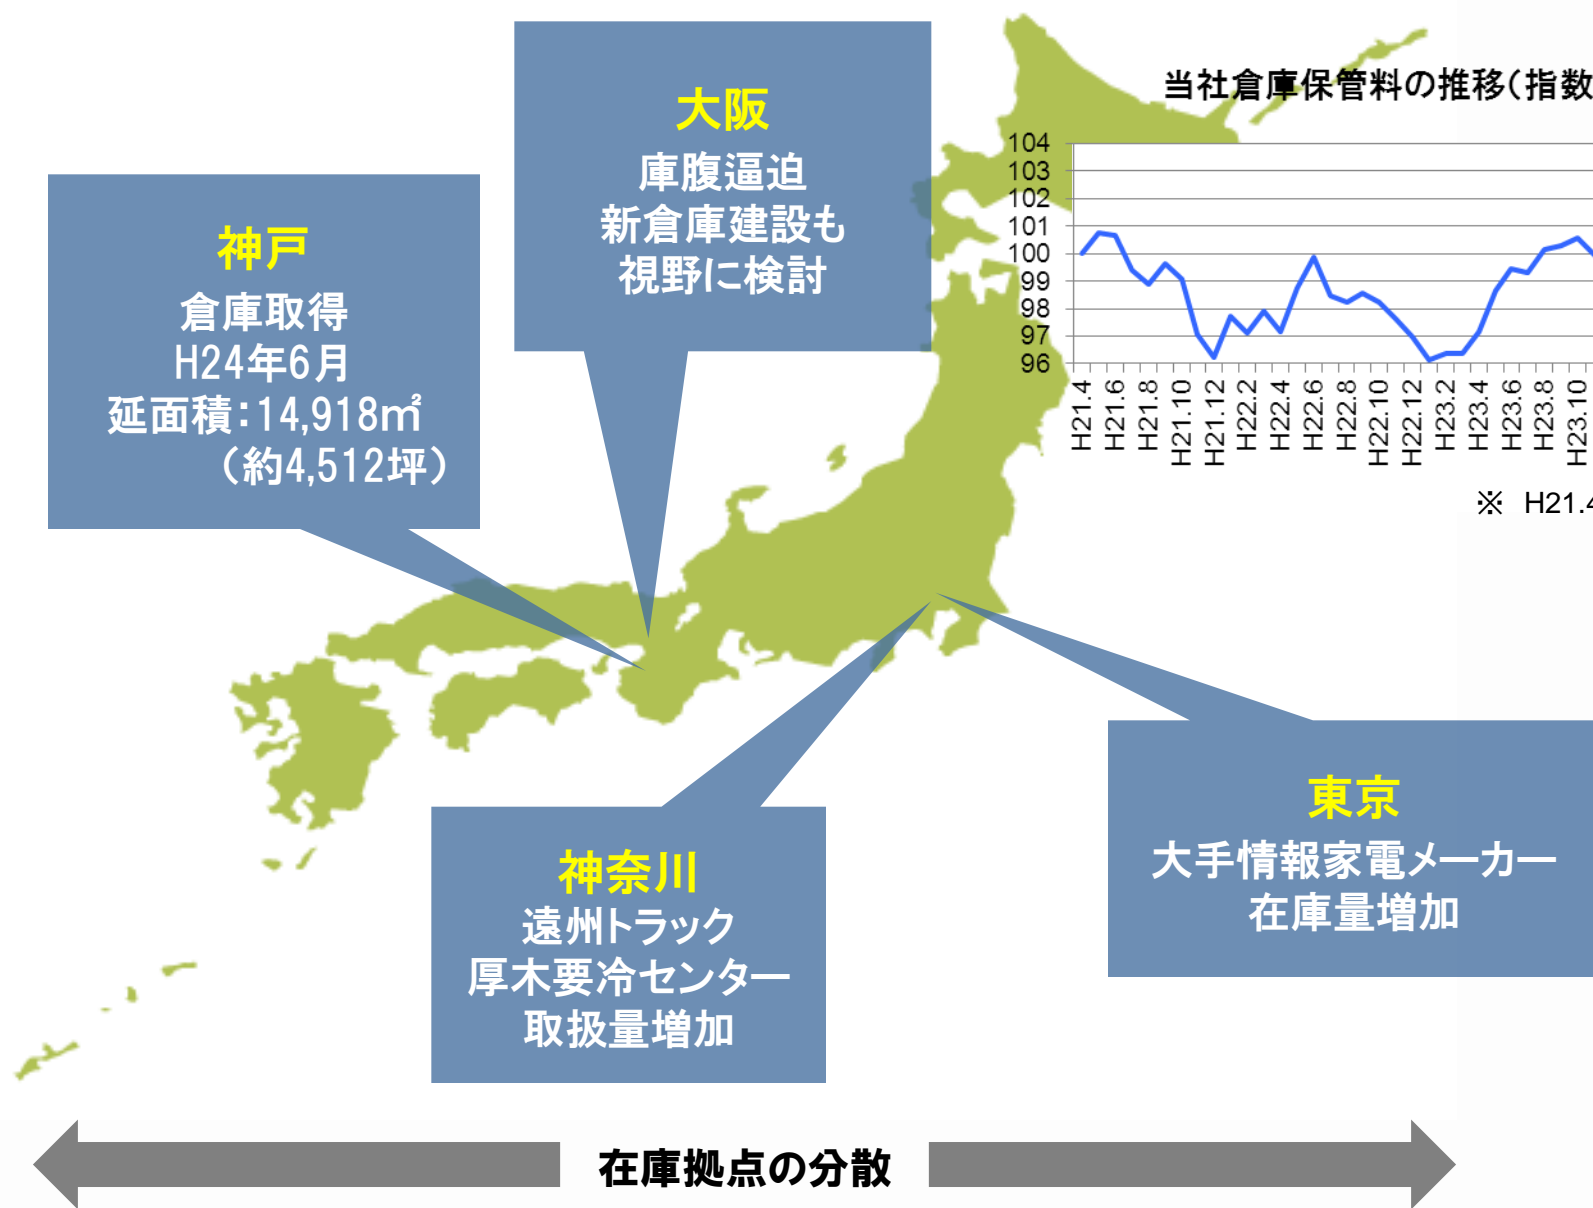 大阪
庫腹逼迫
新倉庫建設も
視野に検討
神戸
倉庫取得
H24年6月
延面積：14,918㎡
（約4,512坪）
当社倉庫保管料の推移（指数
104
103
102
101
100
99
98
97
96
H21.4
H21.6
H21.8
H21.10
H21.12
H22.2
H22.4
H22.6
H22.8
H22.10
H22.12
H23.2
H23.4
H23.6
H23.8
H23.10
※ H21.4
神奈川
遠州トラック
厚木要冷センター
取扱量増加
東京
大手情報家電メーカー
在庫量増加
在庫拠点の分散